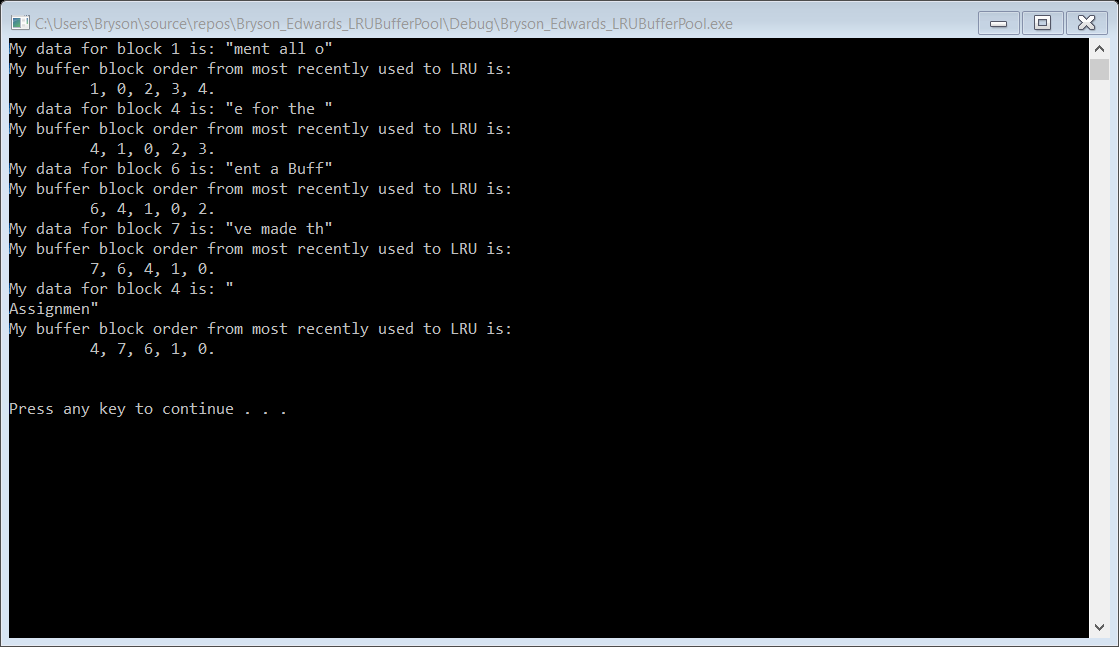 C:\Users\Bryson\source\repos\Bryson_Edwards_LRUBufferPool\Debug\Bryson_Edwards_LRUBufferPool.exe
My data for block 1 is: "ment all o"
My buffer block order from most recently used to LRU is:
1, 0, 2, 3, 4.
My data for block 4 is: "e for the "
My buffer block order from most recently used to LRU is:
4, 1, 0, 2, 3.
My data for block 6 is: "ent a Buff"
My buffer block order from most recently used to LRU is:
6, 4, 1, 0, 2.
My data for block 7 is: "ve made th"
My buffer block order from most recently used to LRU is:
7, 6, 4, 1, 0.
My data for block 4 is: "
Assignmen"
My buffer block order from most recently used to LRU is:
4, 7, 6, 1, 0.
Press any key to continue . . .